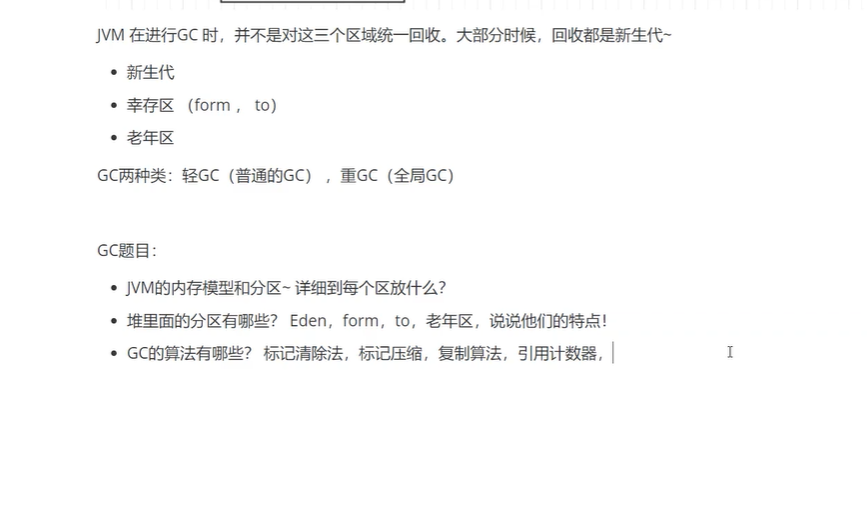 JVM 在进行GC 时，并不是对这三个区域统一回收。大部分时候，回收都是新生代~
• 新生代
• 幸存区 （form ， to）
• 老年区
GC两种类：轻GC（普通的GC） ，重GC（全局GC）
GC题目：
• JVM的内存模型和分区~ 详细到每个区放什么？
• 堆里面的分区有哪些？ Eden，form，to，老年区，说说他们的特点！
• GC的算法有哪些？ 标记清除法，标记压缩，复制算法，引用计数器，